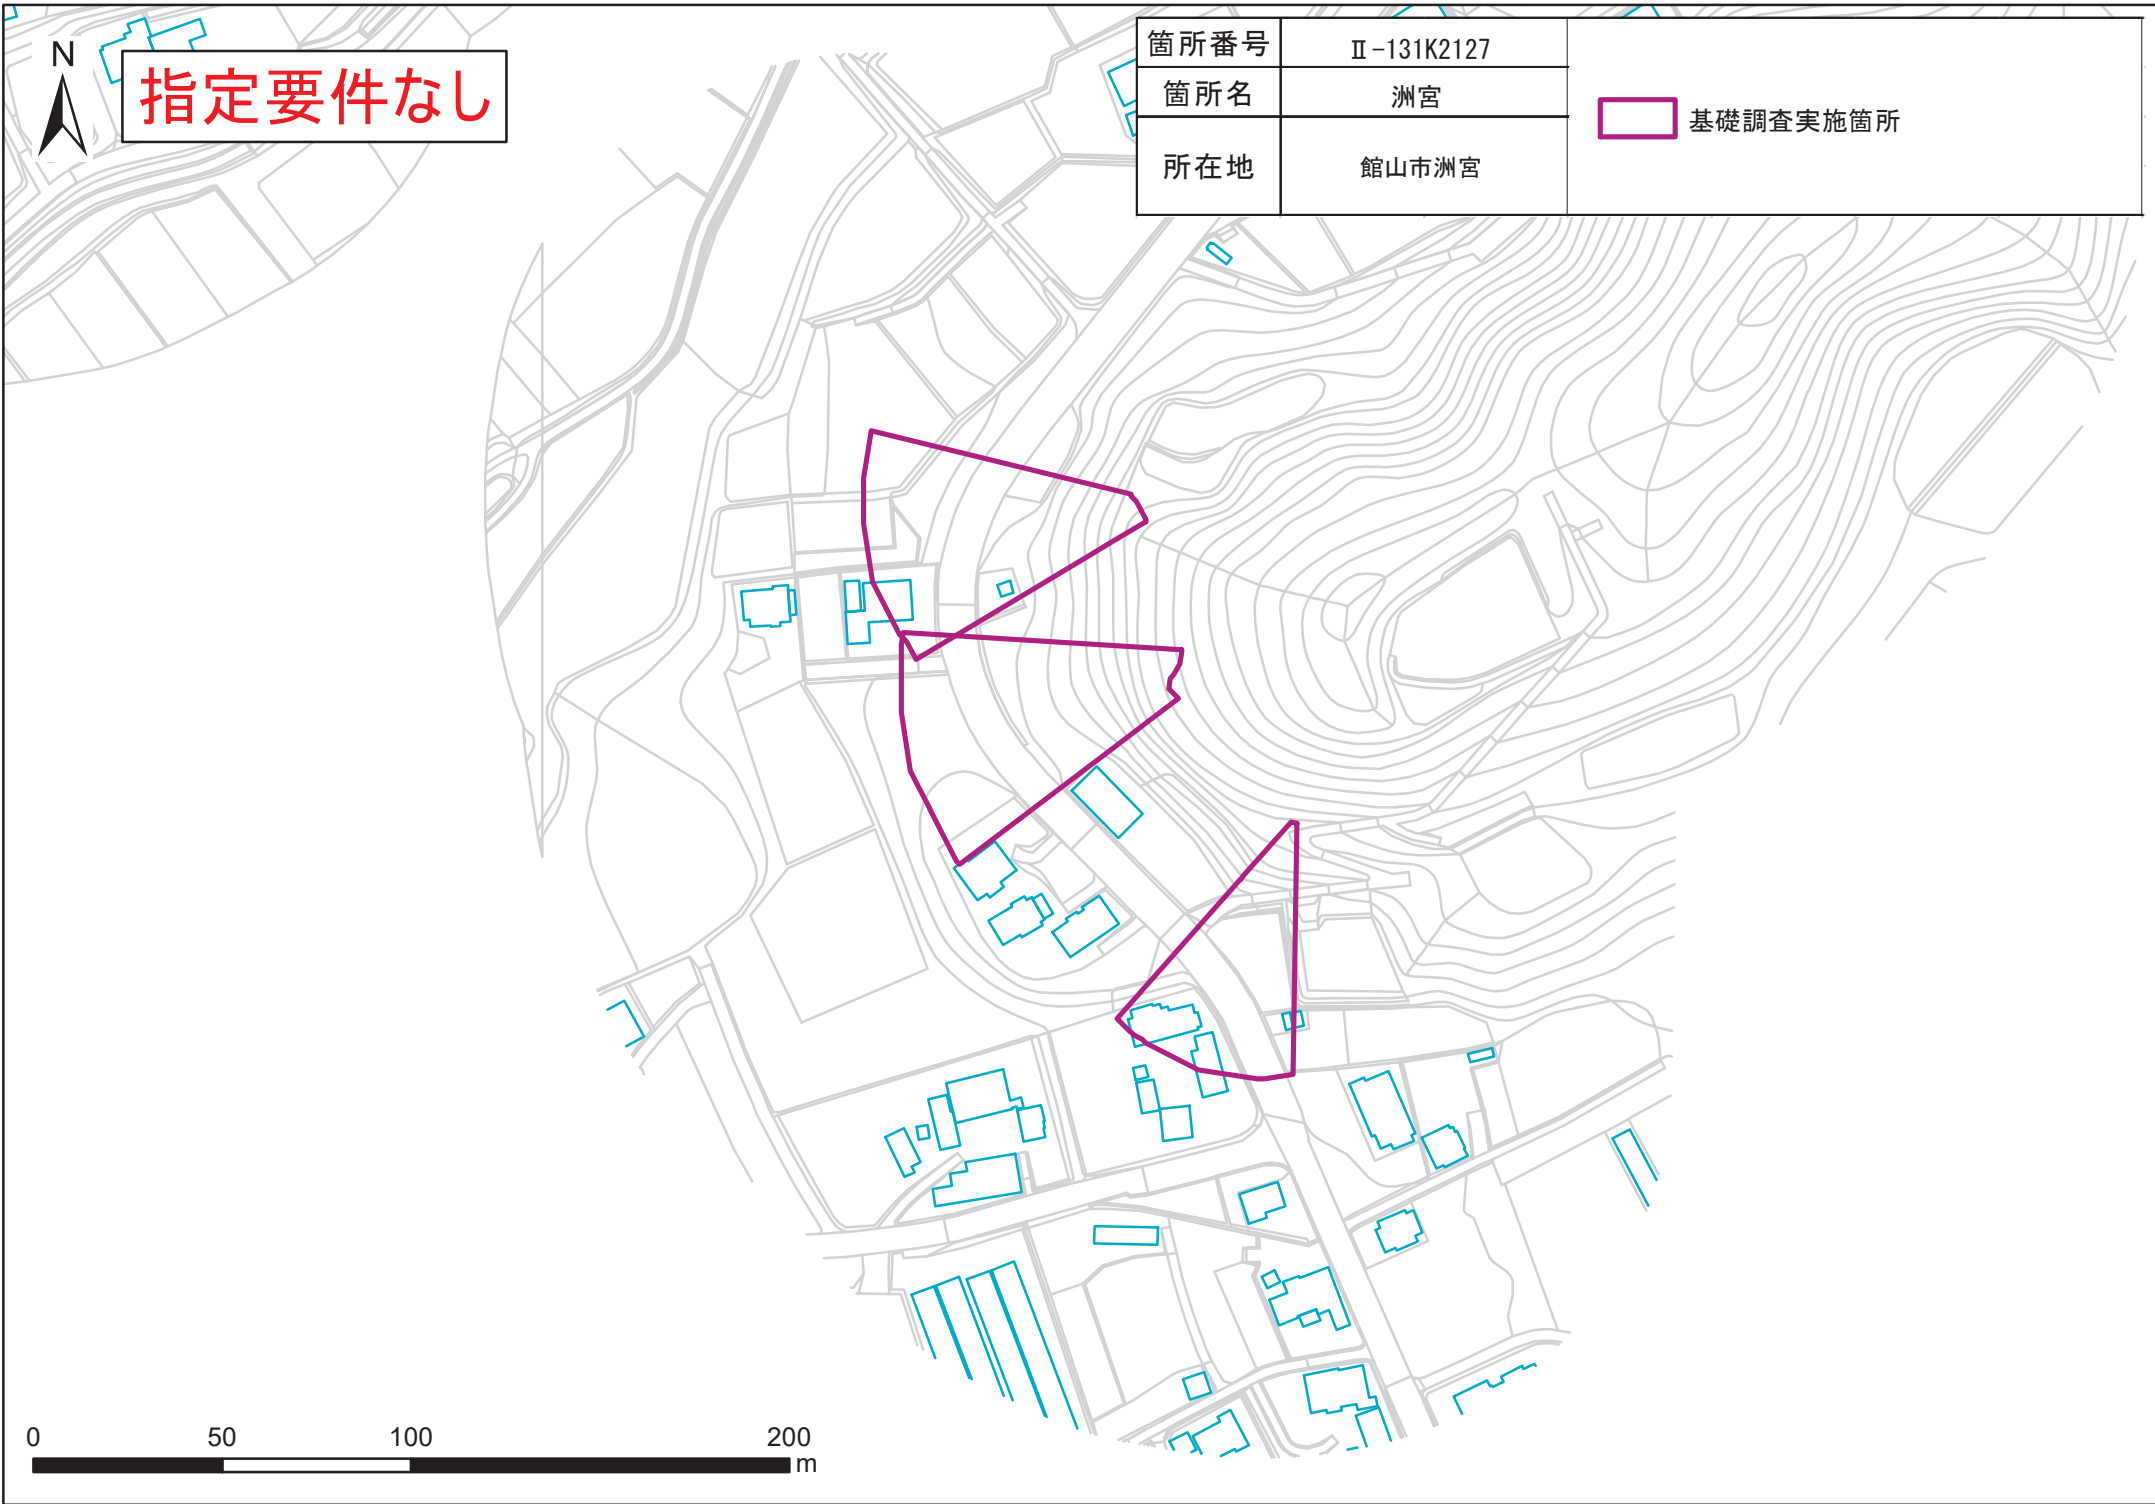 N
指定要件なし
箇所番号 Ⅱ-131K2127
箇所名 洲宮
所在地 館山市洲宮
基礎調査実施箇所
0 50 100 200
m